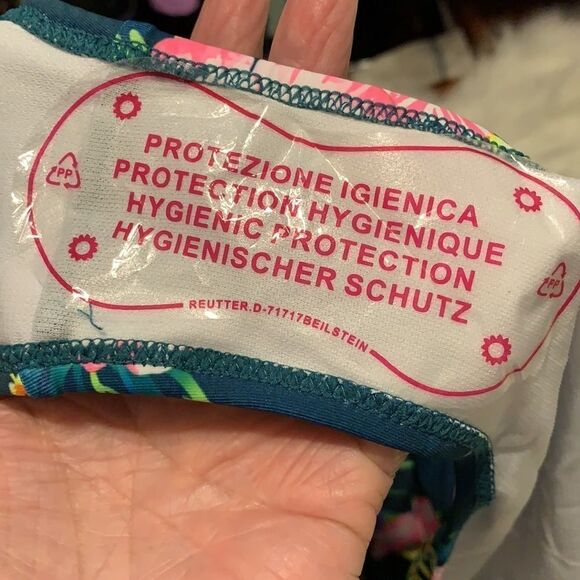 PROTEZIONE IGIENICA
PROTECTION HYGIENIQUE
HYGIENIC PROTECTION
HYGIENISCHER SCHUTZ
REUTTER.D-71717BEILSTEIN
PP
PP